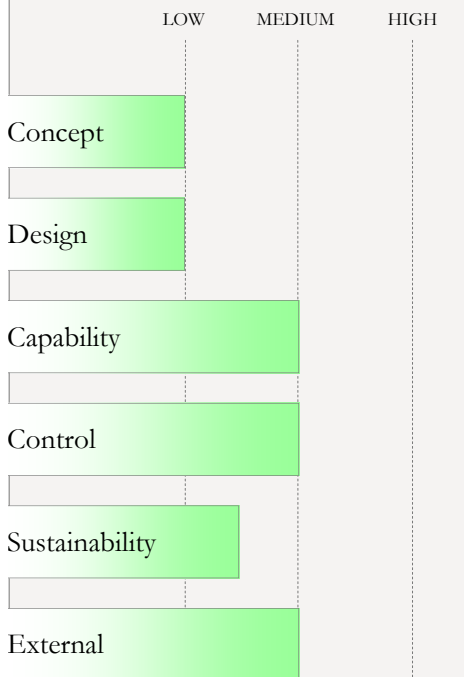 LOW MEDIUM HIGH
Concept
Design
Capability
Control
Sustainability
External